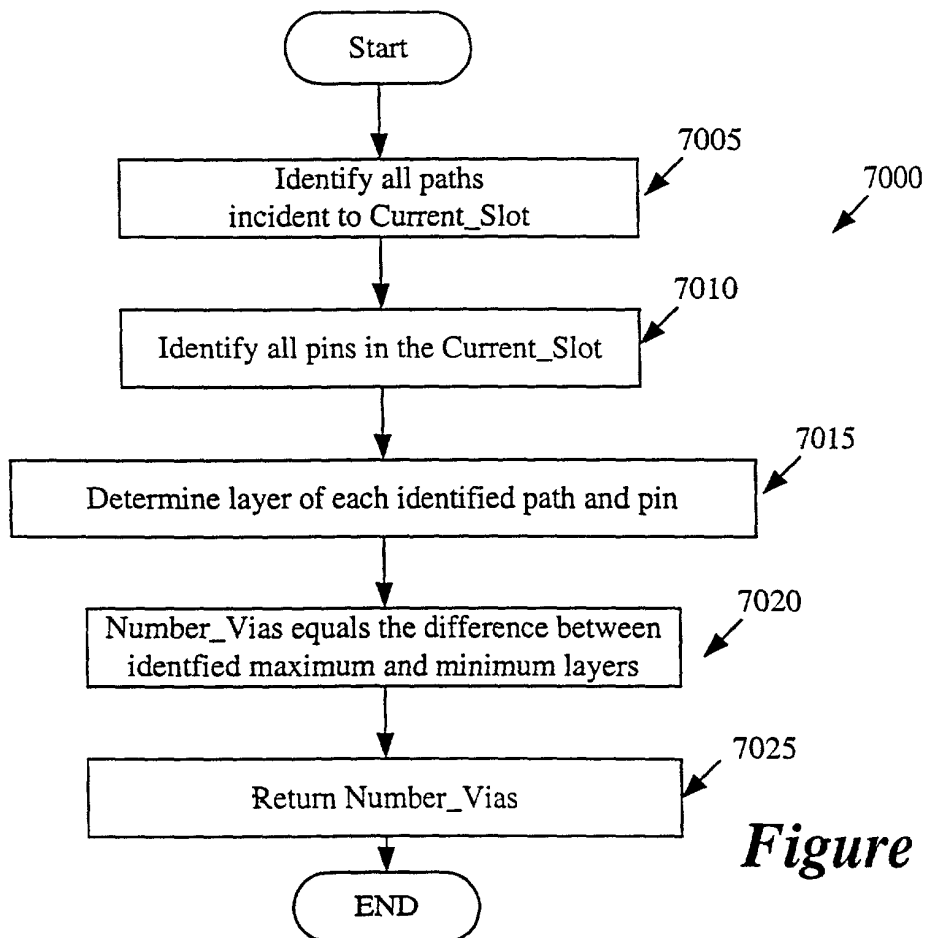 Start
7005
Identify all paths
incident to Current_Slot
7000
7010
Identify all pins in the Current_Slot
7015
Determine layer of each identified path and pin
7020
Number_Vias equals the difference between
identfied maximum and minimum layers
7025
Return Number_Vias
Figure
END